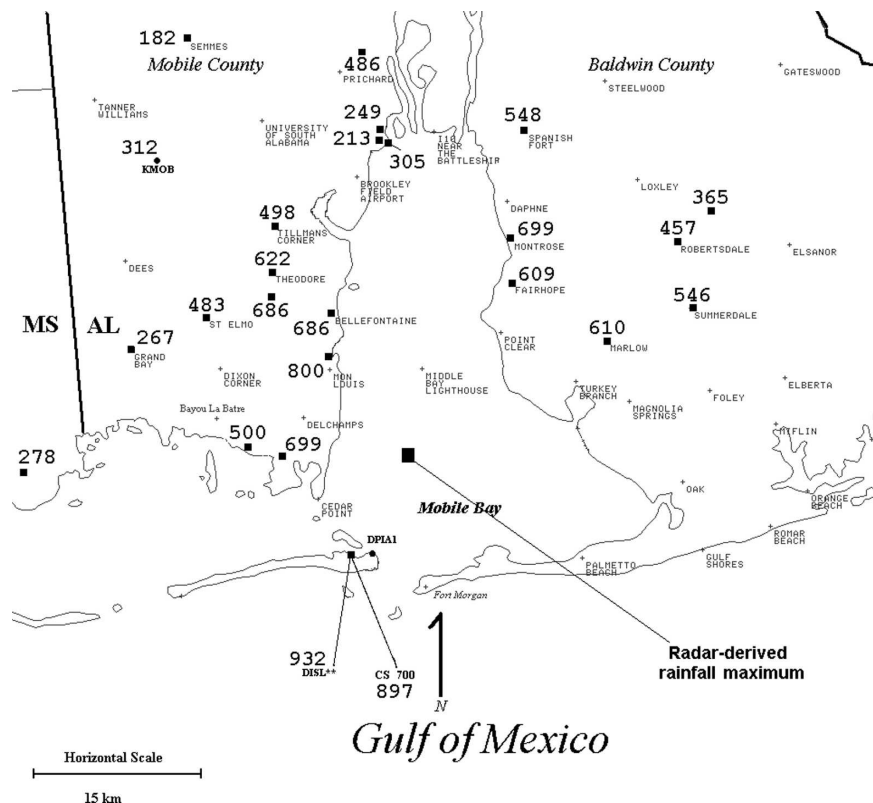 182
SEMMES
Mobile County
486
PRICHARD
Baldwin County
GATESWOOD
STEELWOOD
TANNER
WILLIAMS
249
UNIVERSITY
OF SOUTH
ALABAMA
213
305
I10
NEAR
THE
BATTLESHIP
548
SPANISH
FORT
312
KMOB
BROOKLEY
FIELD
AIRPORT
LOXLEY
365
DAPHNE
498
TILLMANS
CORNER
699
MONTROSE
457
ROBERTSDALE
ELSANOR
DEES
622
THEODORE
686
609
FAIRHOPE
483
ST ELMO
686
BELLEFONTAINE
546
SUMMERDALE
MS
AL
267
GRAND
BAY
POINT
CLEAR
610
MARLOW
800
MON
LOUIS
DIXON
CORNER
MIDDLE
BAY
LIGHTHOUSE
TURKEY
BRANCH
ELBERTA
FOLEY
MAGNOLIA
SPRINGS
Bayou La Batre
DELCHAMPS
MIFLIN
278
500
699
OAK
ORANGE
BEACH
CEDAR
POINT
Mobile Bay
ROMAR
BEACH
DPIA1
GULF
SHORES
PALMETTO
BEACH
Fort Morgan
932
DISL**
CS 700
897
Radar-derived
rainfall maximum
N
Gulf of Mexico
Horizontal Scale
15 km